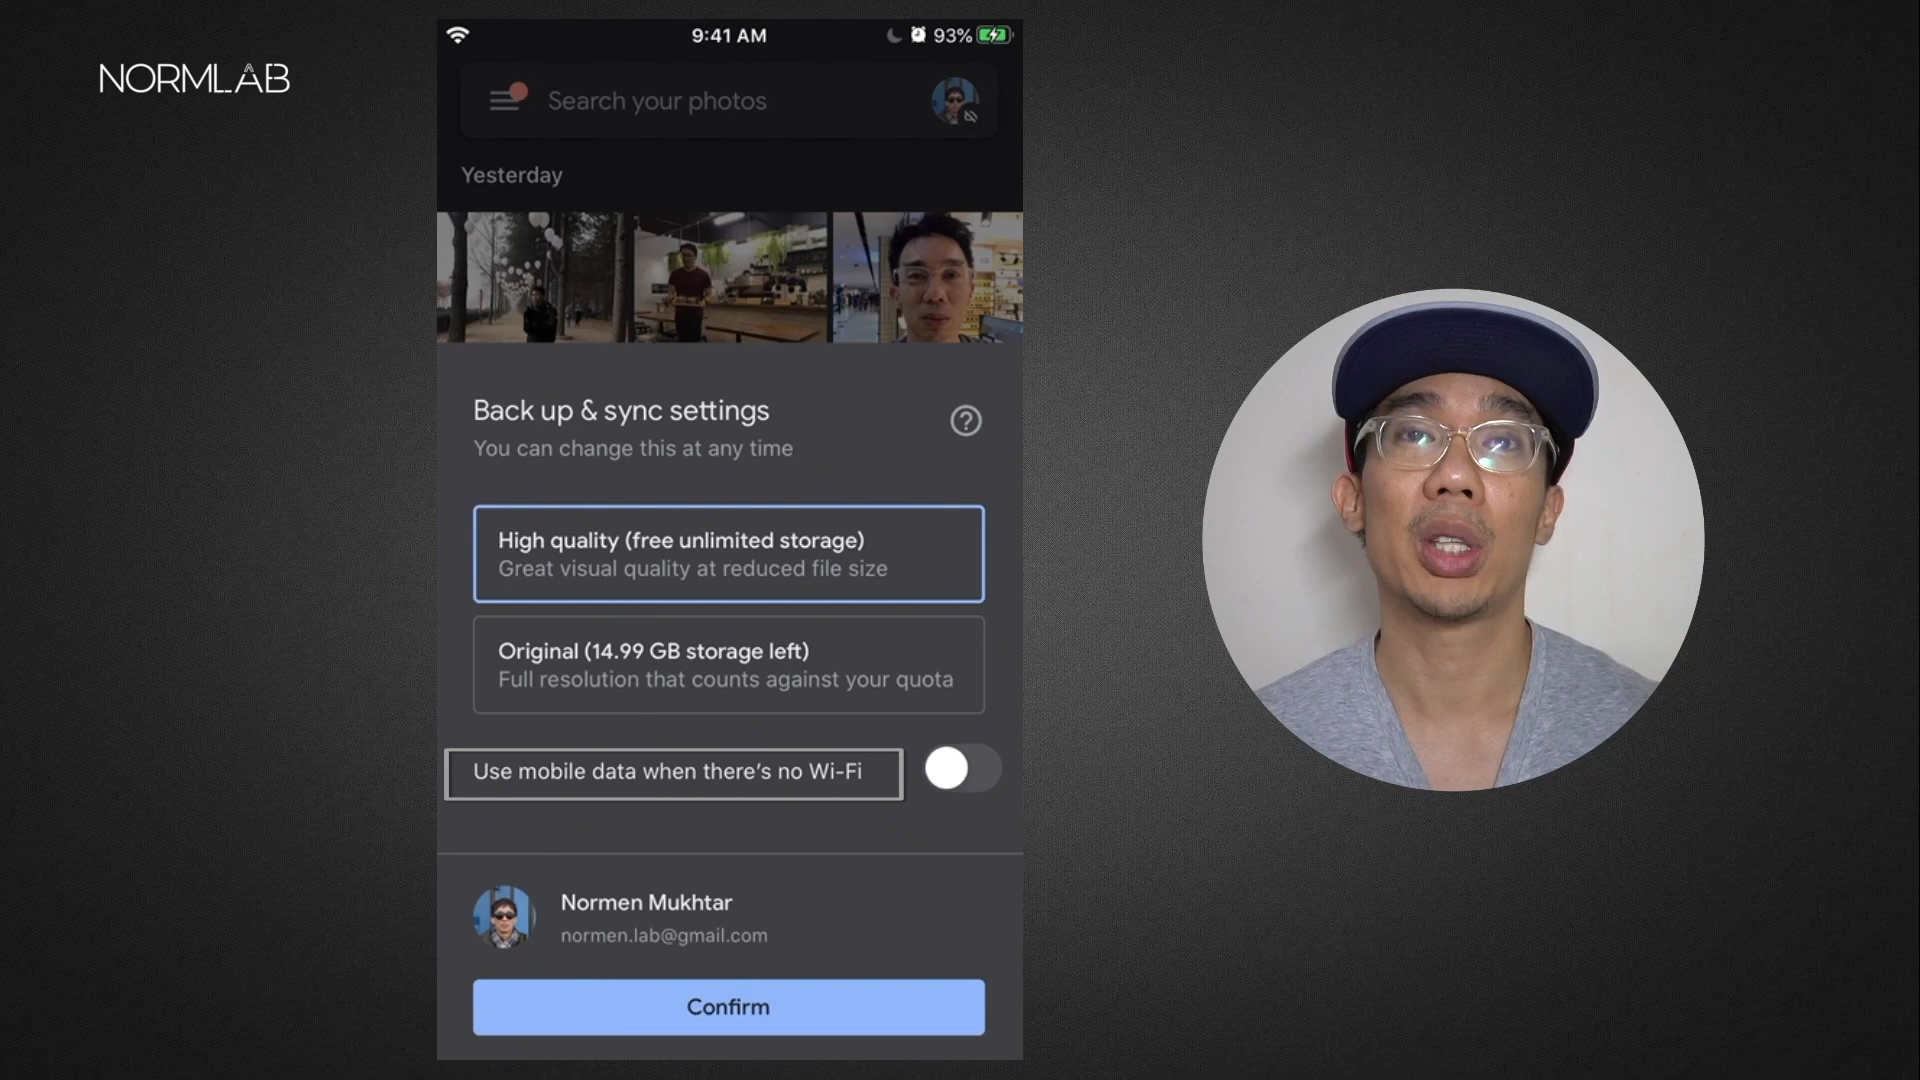 NORMLAB
9:41 AM
93%
Search your photos
Yesterday
Back up & sync settings
You can change this at any time
High quality (free unlimited storage)
Great visual quality at reduced file size
Original (14.99 GB storage left)
Full resolution that counts against your quota
Use mobile data when there's no Wi-Fi
Normen Mukhtar
normen.lab@gmail.com
Confirm